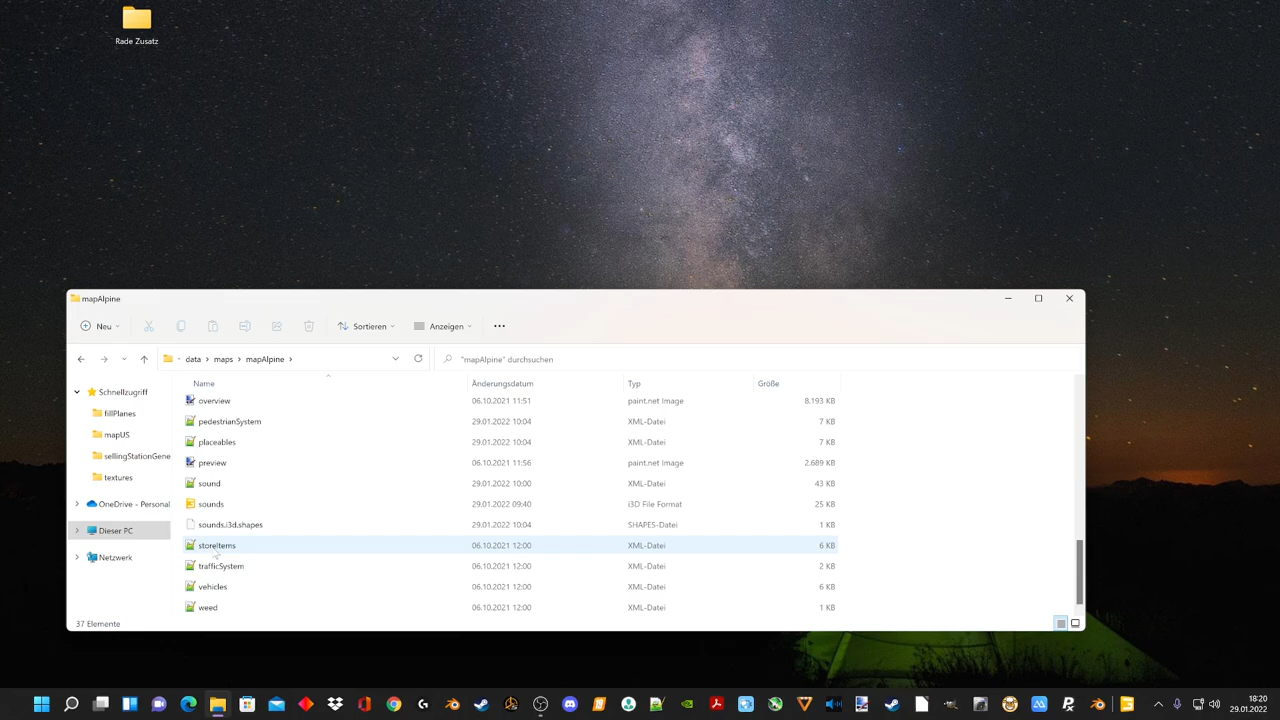 Rade Zusatz
mapAlpine
Neu
Sortieren
Anzeigen
data > maps > mapAlpine >
"mapAlpine" durchsuchen
Name Änderungsdatum Typ Größe
Schnellzugriff
fillPlanes
mapUS
sellingStationGene
textures
OneDrive - Personal
Dieser PC
Netzwerk
overview 06.10.2021 11:51 paint.net Image 8.193 KB
pedestrianSystem 29.01.2022 10:04 XML-Datei 7 KB
placeables 29.01.2022 10:04 XML-Datei 7 KB
preview 06.10.2021 11:56 paint.net Image 2.689 KB
sound 29.01.2022 10:00 XML-Datei 43 KB
sounds 29.01.2022 09:40 i3D File Format 25 KB
sounds.i3d.shapes 29.01.2022 10:04 SHAPES-Datei 1 KB
storeItems 06.10.2021 12:00 XML-Datei 6 KB
trafficSystem 06.10.2021 12:00 XML-Datei 2 KB
vehicles 06.10.2021 12:00 XML-Datei 6 KB
weed 06.10.2021 12:00 XML-Datei 1 KB
37 Elemente
18:26
29.01.2022